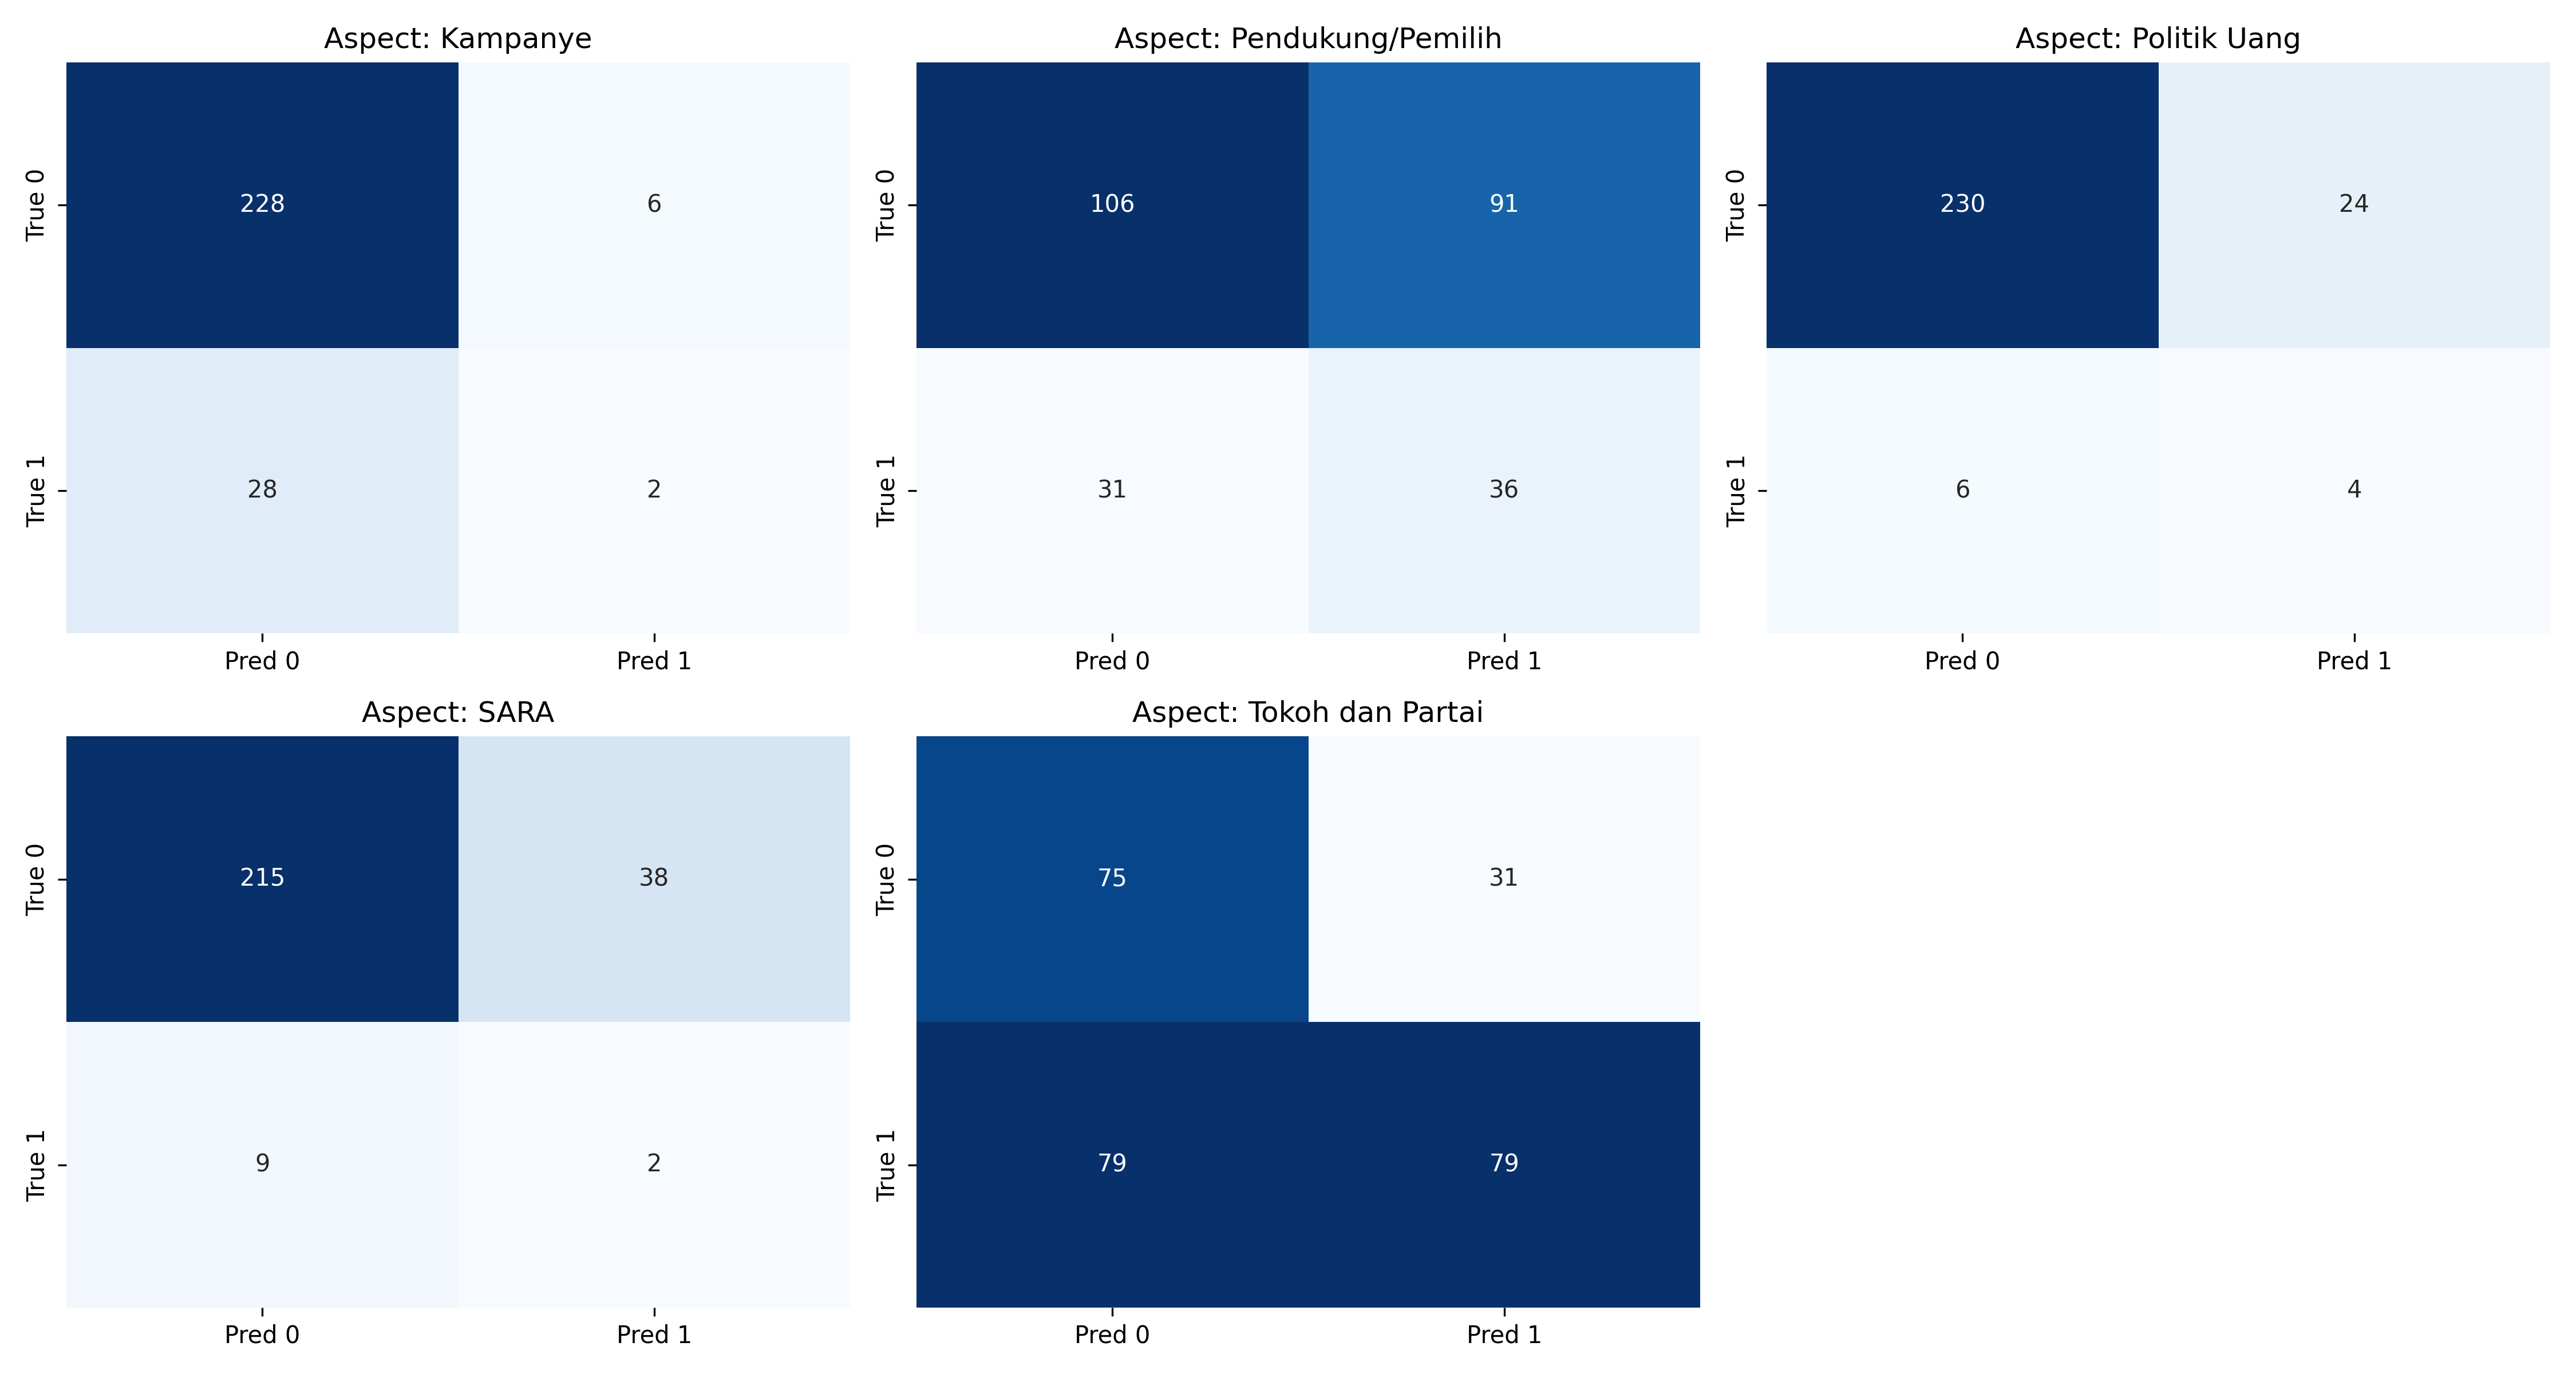 Aspect: Kampanye
True 0
228
6
True 1
28
2
Pred 0
Pred 1
Aspect: Pendukung/Pemilih
True 0
106
91
True 1
31
36
Pred 0
Pred 1
Aspect: Politik Uang
True 0
230
24
True 1
6
4
Pred 0
Pred 1
Aspect: SARA
True 0
215
38
True 1
9
2
Pred 0
Pred 1
Aspect: Tokoh dan Partai
True 0
75
31
True 1
79
79
Pred 0
Pred 1